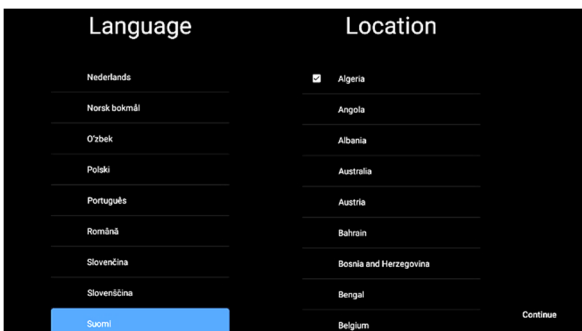 Language
Nederlands
Norsk bokmål
O'zbek
Polski
Português
Română
Slovenčina
Slovenščina
Suomi
Location
Algeria
Angola
Albania
Australia
Austria
Bahrain
Bosnia and Herzegovina
Bengal
Belgium
Continue